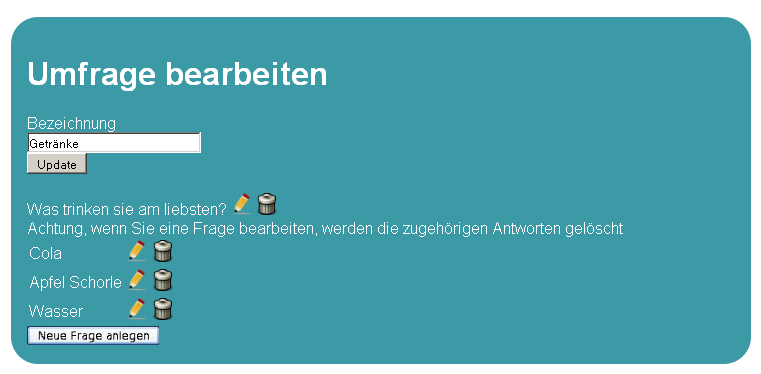 Umfrage bearbeiten
Bezeichnung
Getränke
Update
Was trinken sie am liebsten?
Achtung, wenn Sie eine Frage bearbeiten, werden die zugehörigen Antworten gelöscht
Cola
Apfel Schorle
Wasser
Neue Frage anlegen